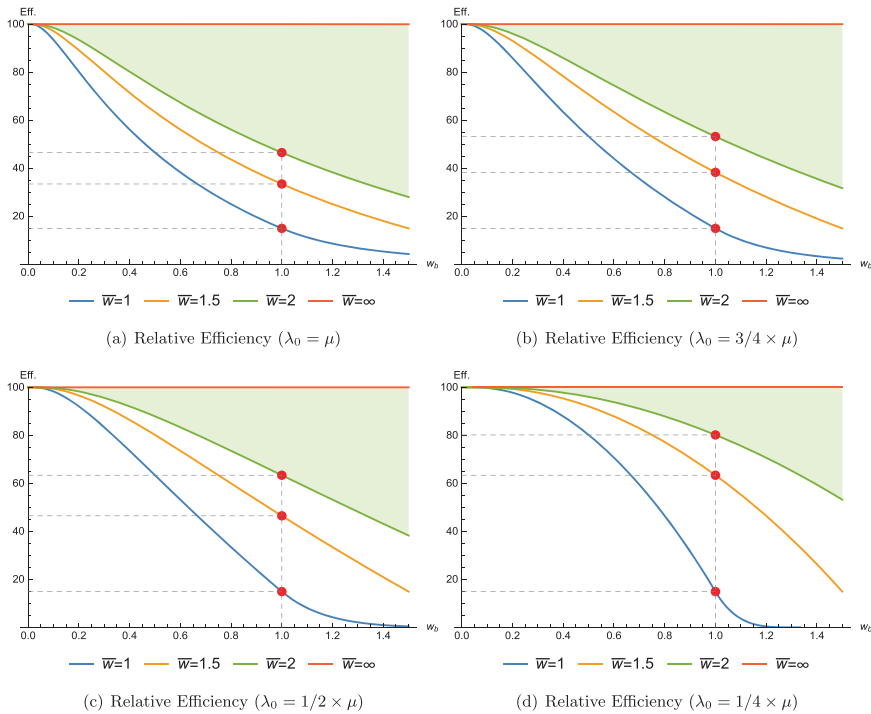 Eff.
100
80
60
40
20
0.0 0.2 0.4 0.6 0.8 1.0 1.2 1.4 w_b
w̅=1 w̅=1.5 w̅=2 w̅=∞
(a) Relative Efficiency (λ₀ = μ)
Eff.
100
80
60
40
20
0.0 0.2 0.4 0.6 0.8 1.0 1.2 1.4 w_b
w̅=1 w̅=1.5 w̅=2 w̅=∞
(b) Relative Efficiency (λ₀ = 3/4 × μ)
Eff.
100
80
60
40
20
0.0 0.2 0.4 0.6 0.8 1.0 1.2 1.4 w_b
w̅=1 w̅=1.5 w̅=2 w̅=∞
(c) Relative Efficiency (λ₀ = 1/2 × μ)
Eff.
100
80
60
40
20
0.0 0.2 0.4 0.6 0.8 1.0 1.2 1.4 w_b
w̅=1 w̅=1.5 w̅=2 w̅=∞
(d) Relative Efficiency (λ₀ = 1/4 × μ)